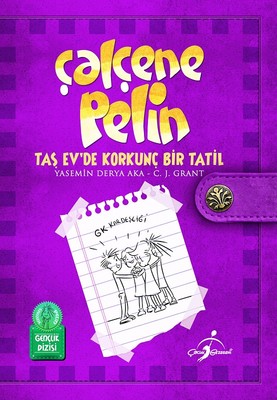 çalçene
Pelin
TAŞ EV'DE KORKUNÇ BİR TATİL
YASEMİN DERYA AKA - C. J. GRANT
GK KARDEŞLİĞİ
GENÇLİK
DİZİSİ
Çocuk Gezegeni